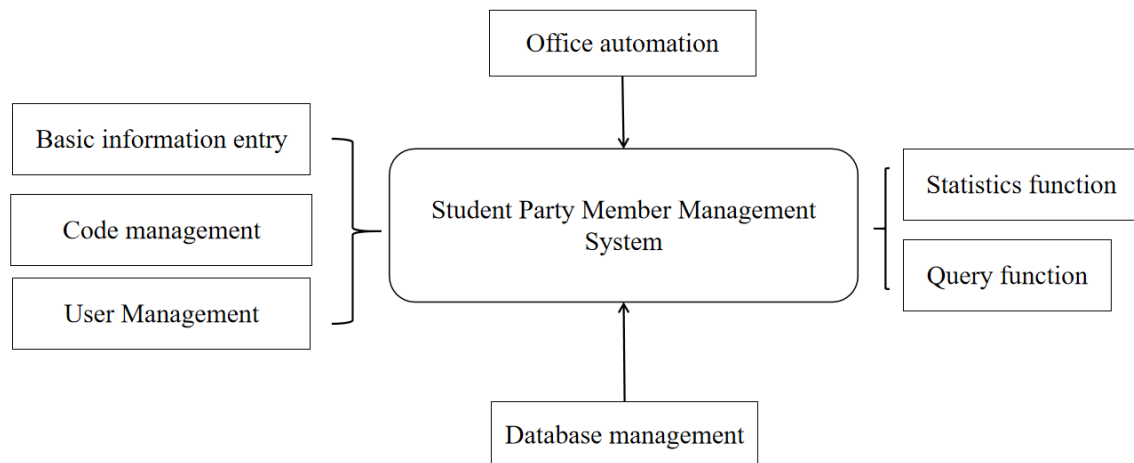 Office automation
Basic information entry
Code management
User Management
Student Party Member Management
System
Statistics function
Query function
Database management